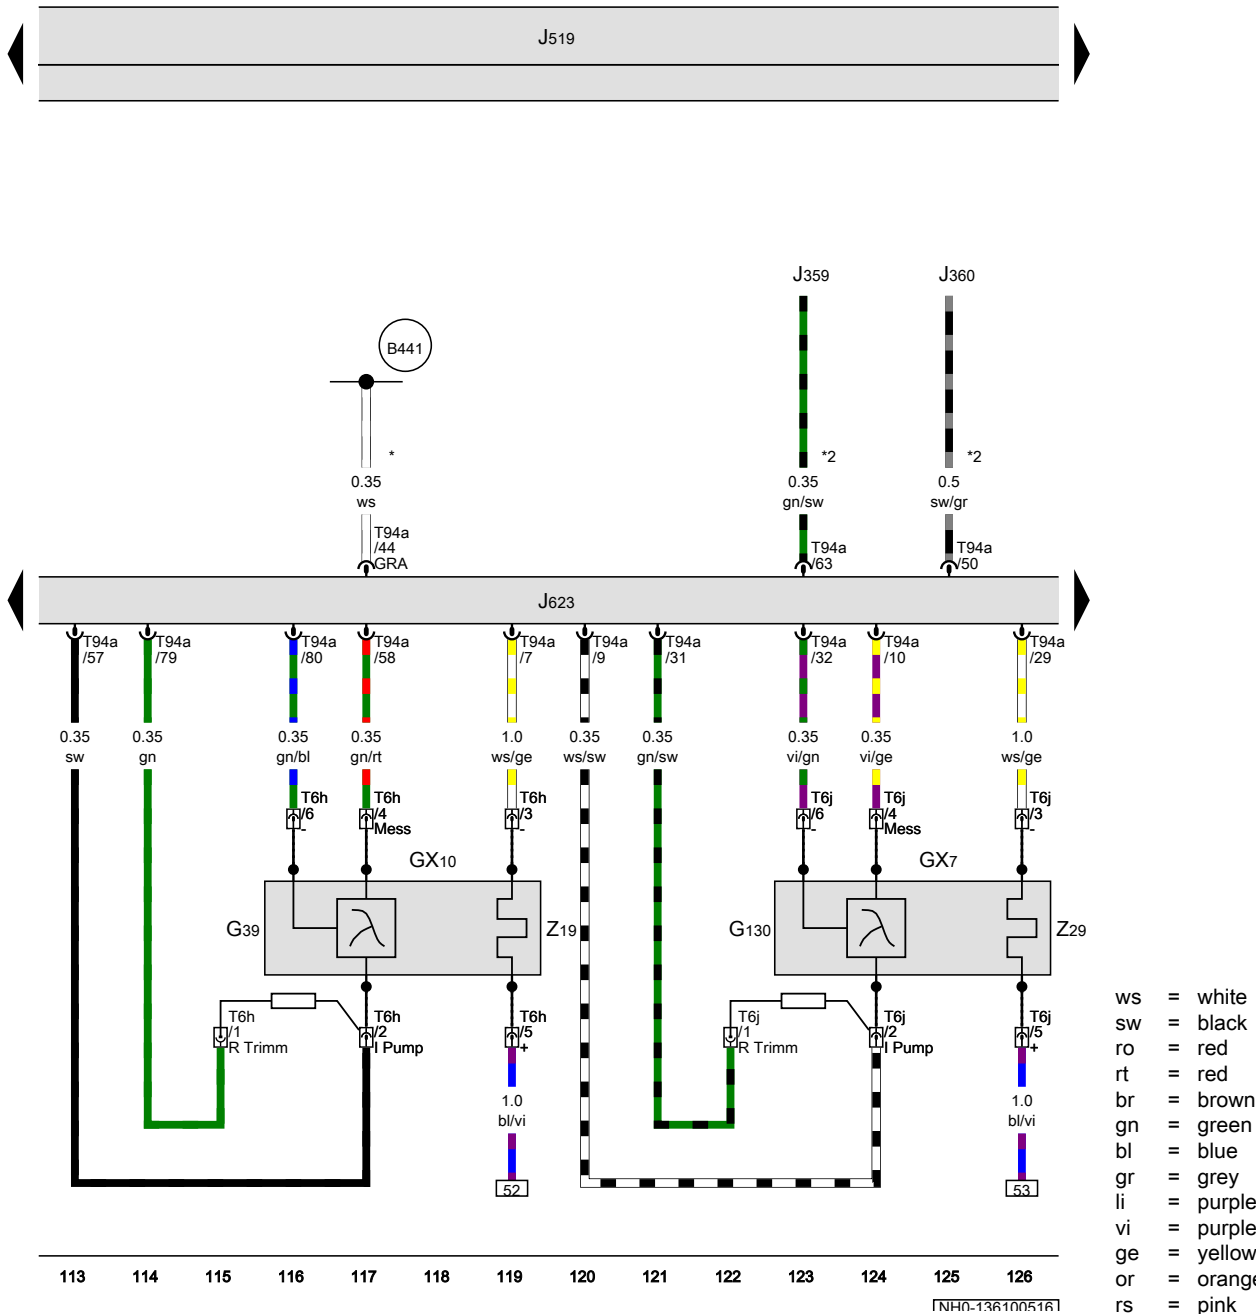 J519
J359
J360
B441
*
*2
*2
0.35
ws
0.35
gn/sw
0.5
sw/gr
T94a
/44
GRA
T94a
/63
T94a
/50
J623
T94a
/57
T94a
/79
T94a
/80
T94a
/58
T94a
/7
T94a
/9
T94a
/31
T94a
/32
T94a
/10
T94a
/29
0.35
sw
0.35
gn
0.35
gn/bl
0.35
gn/rt
1.0
ws/ge
0.35
ws/sw
0.35
gn/sw
0.35
vi/gn
0.35
vi/ge
1.0
ws/ge
T6h
/6
-
T6h
/4
Mess
T6h
/3
-
T6j
/6
-
T6j
/4
Mess
T6j
/3
-
GX10
GX7
G39
Z19
G130
Z29
T6h
/1
R Trimm
T6h
/2
I Pump
T6h
/5
+
T6j
/1
R Trimm
T6j
/2
I Pump
T6j
/5
+
1.0
bl/vi
1.0
bl/vi
52
53
ws = white
sw = black
ro = red
rt = red
br = brown
gn = green
bl = blue
gr = grey
li = purple
vi = purple
ge = yellow
or = orange
rs = pink
113 114 115 116 117 118 119 120 121 122 123 124 125 126
NH0-136100516